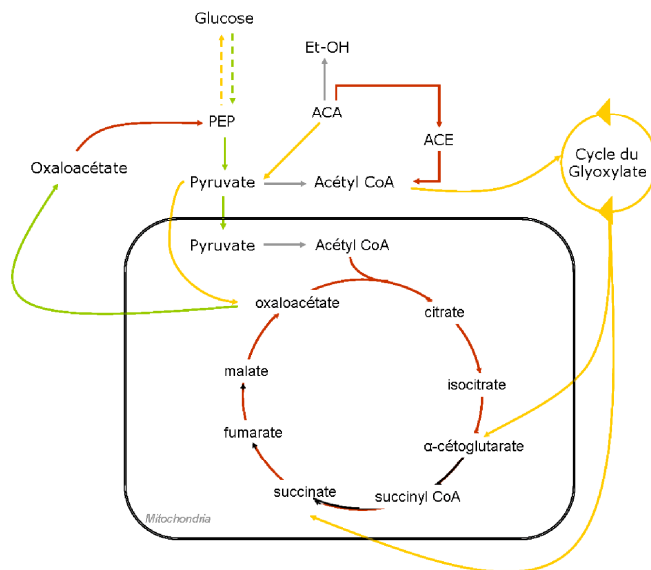 Glucose
Et-OH
PEP
ACA
ACE
Oxaloacétate
Cycle du
Glyoxylate
Pyruvate
Acétyl CoA
Pyruvate
Acétyl CoA
oxaloacétate
citrate
malate
isocitrate
fumarate
α-cétoglutarate
succinate
succinyl CoA
Mitochondria